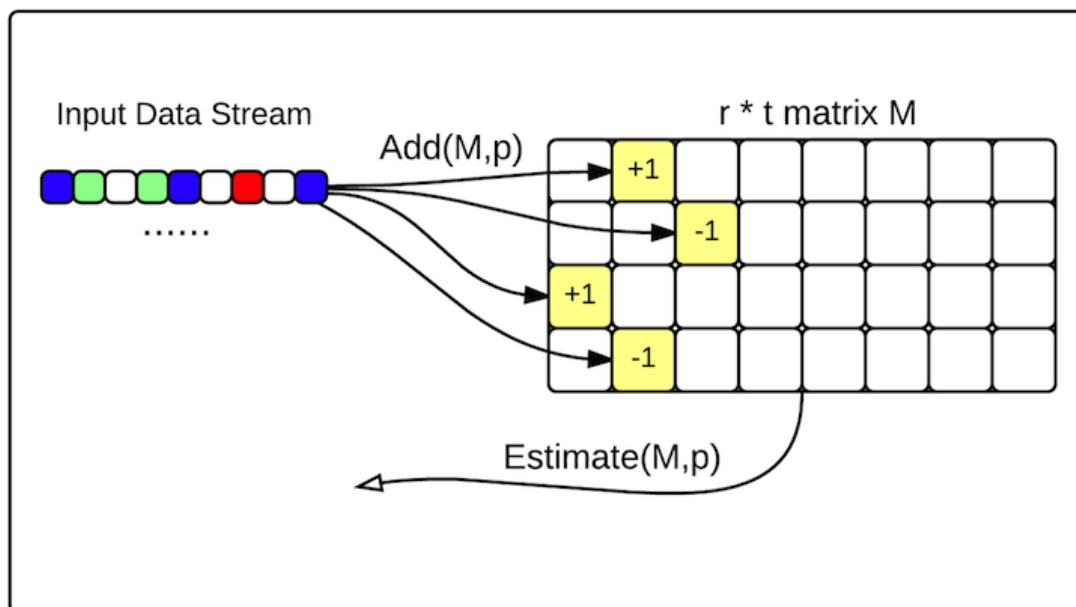 Input Data Stream
r * t matrix M
Add(M,p)
+1
-1
......
+1
-1
Estimate(M,p)